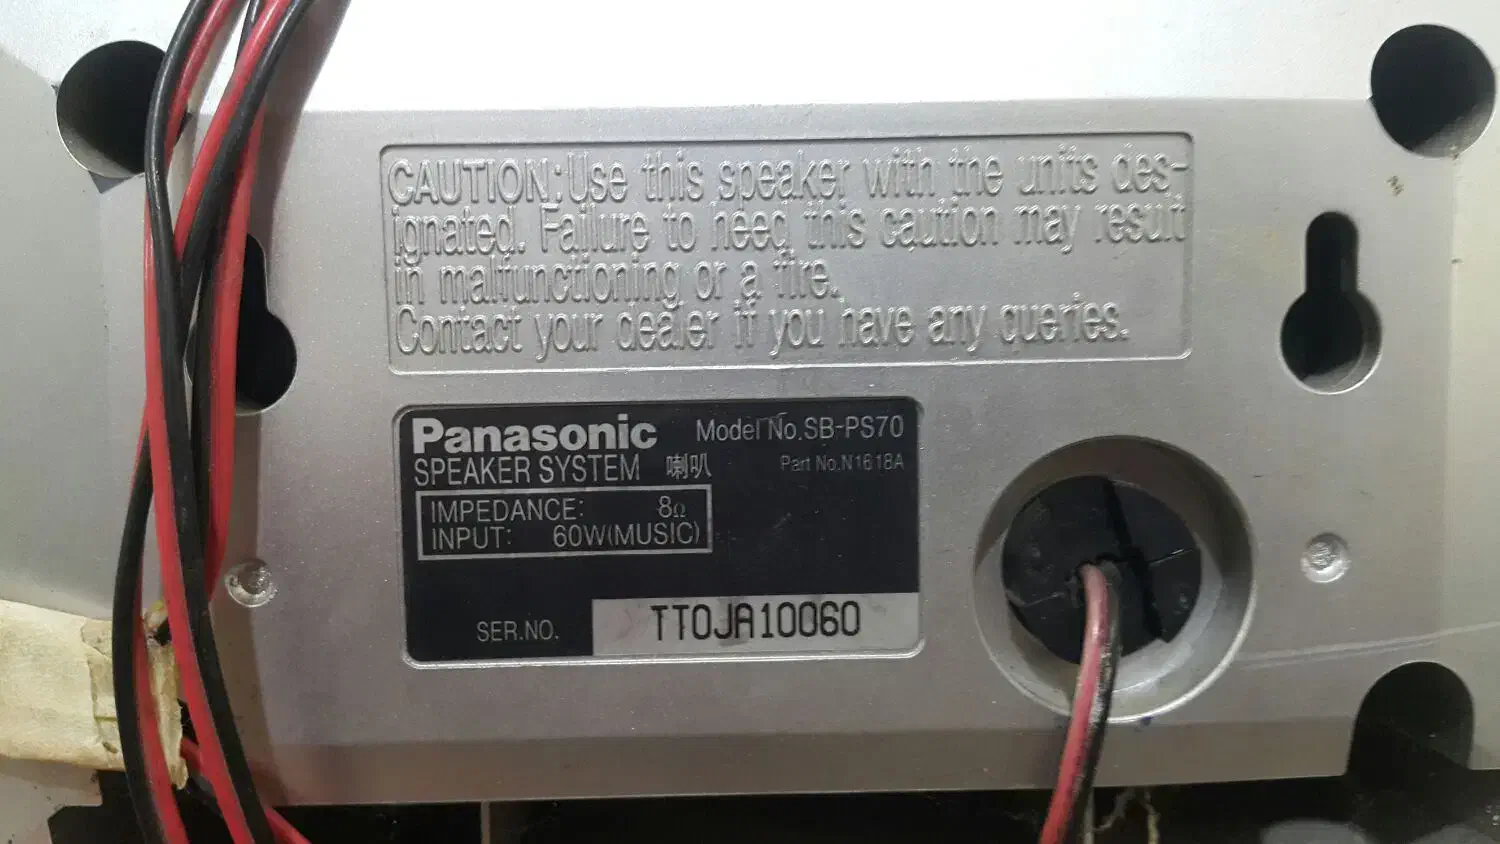 CAUTION: Use this speaker with the units des-
ignated. Failure to heed this caution may result
in malfunctioning or a fire.
Contact your dealer if you have any queries.
Panasonic Model No.SB-PS70
SPEAKER SYSTEM 喇叭 Part No.N1618A
IMPEDANCE: 8Ω
INPUT: 60W(MUSIC)
SER.NO. TT0JA10060